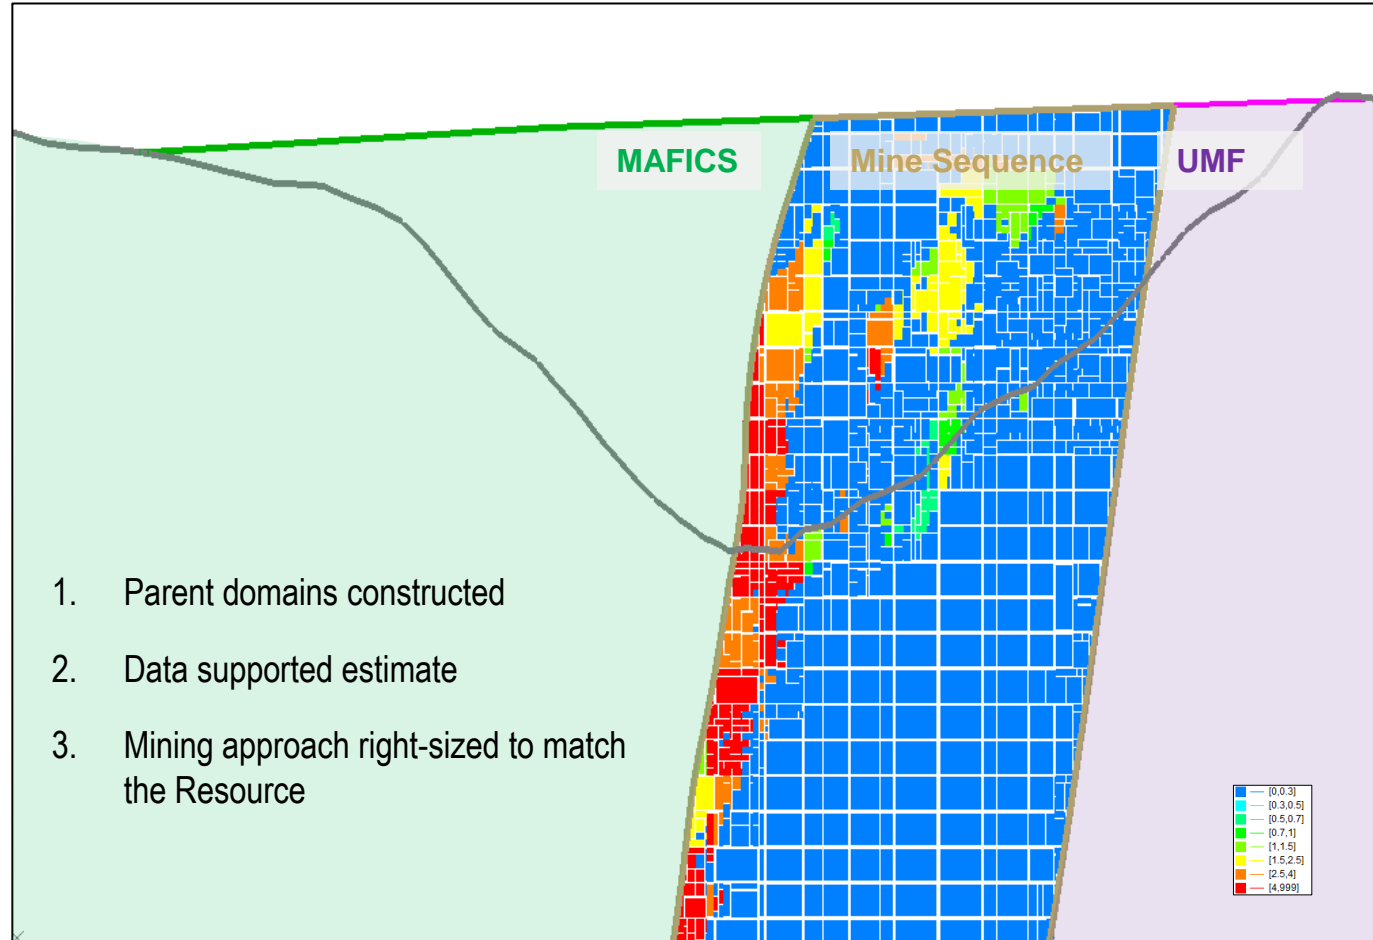 MAFICS
Mine Sequence
UMF
1. Parent domains constructed
2. Data supported estimate
3. Mining approach right-sized to match
the Resource
[0,0.3]
[0.3,0.5]
[0.5,0.7]
[0.7,1]
[1,1.5]
[1.5,2.5]
[2.5,4]
[4,999]